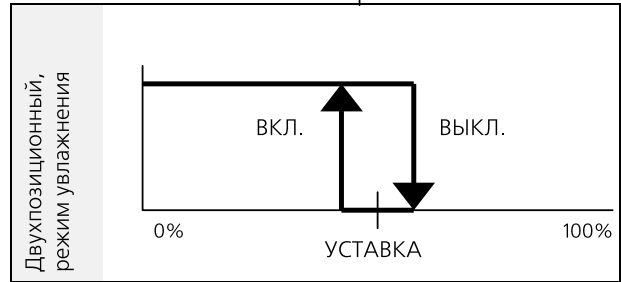 Двухпозиционный,
режим увлажнения
ВКЛ.
ВЫКЛ.
0%
100%
УСТАВКА